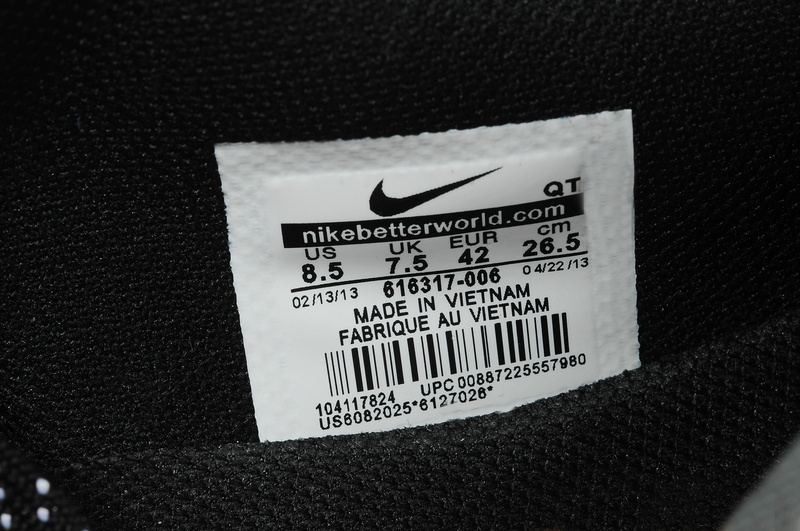 QT
nikebetterworld.com
US UK EUR cm
8.5 7.5 42 26.5
02/13/13 616317-006 04/22/13
MADE IN VIETNAM
FABRIQUE AU VIETNAM
104117824 UPC 00887225557980
US6082025*6127026*